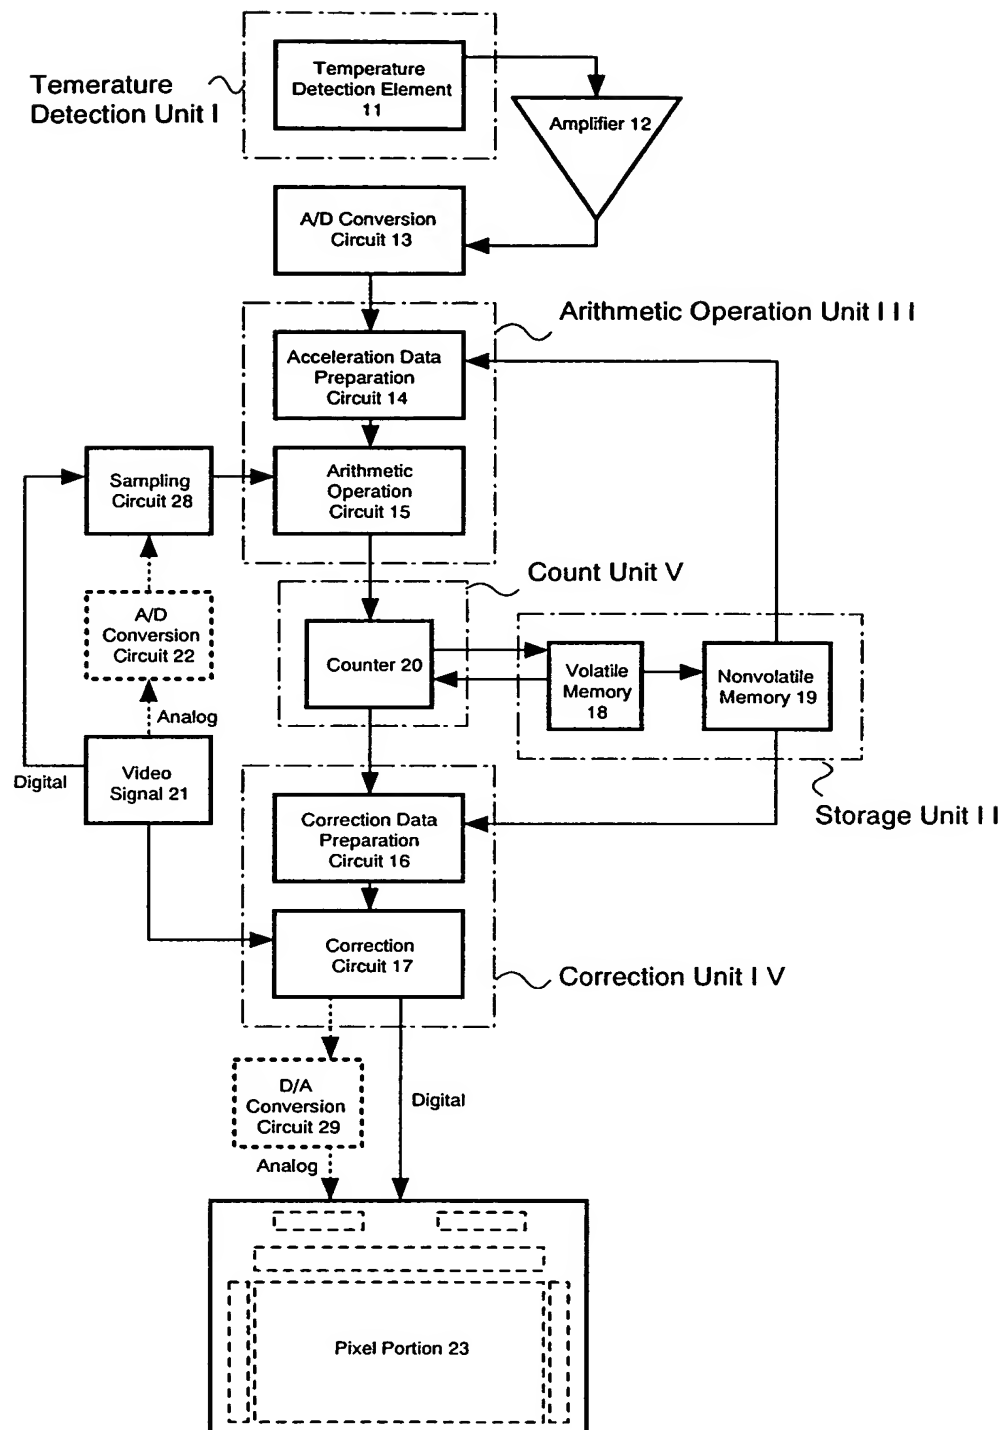 Temerature
Detection Unit I
Temperature
Detection Element
11
Amplifier 12
A/D Conversion
Circuit 13
Arithmetic Operation Unit I I I
Acceleration Data
Preparation
Circuit 14
Sampling
Circuit 28
Arithmetic
Operation
Circuit 15
Count Unit V
A/D
Conversion
Circuit 22
Counter 20
Volatile
Memory
18
Nonvolatile
Memory 19
Analog
Digital
Video
Signal 21
Storage Unit I I
Correction Data
Preparation
Circuit 16
Correction
Circuit 17
Correction Unit I V
D/A
Conversion
Circuit 29
Digital
Analog
Pixel Portion 23